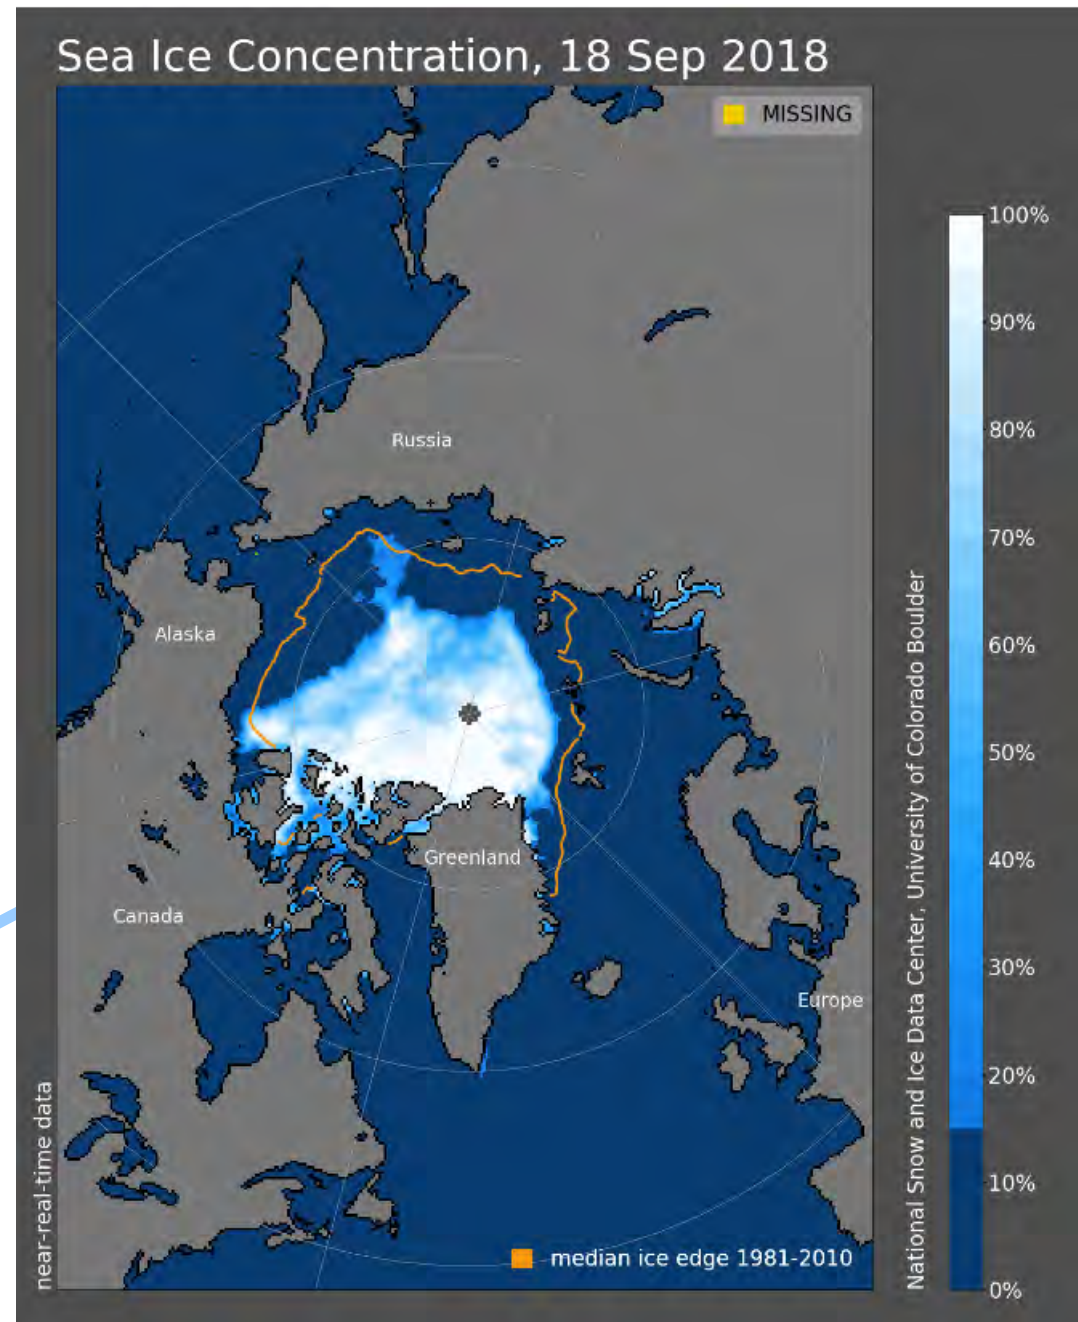 Sea Ice Concentration, 18 Sep 2018
MISSING
100%
90%
80%
70%
60%
50%
40%
30%
20%
10%
0%
Russia
Alaska
Greenland
Canada
Europe
median ice edge 1981-2010
near-real-time data
National Snow and Ice Data Center, University of Colorado Boulder